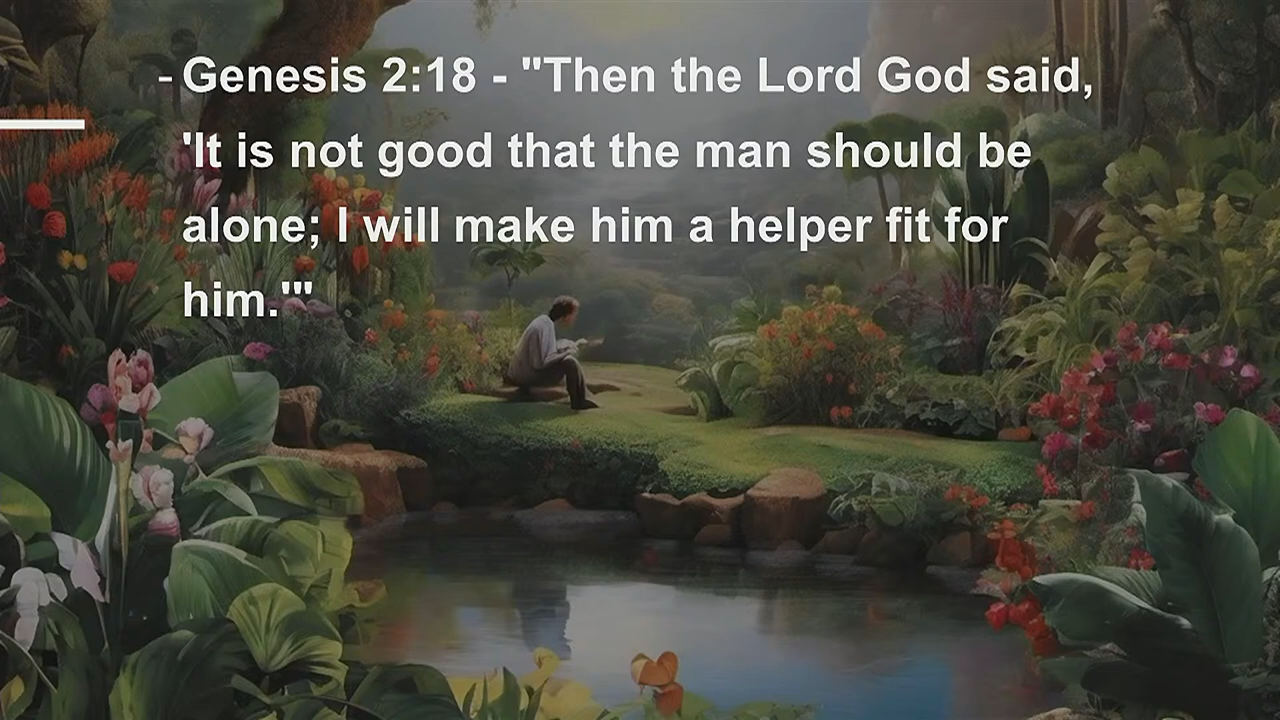 - Genesis 2:18 - "Then the Lord God said,
'It is not good that the man should be
alone; I will make him a helper fit for
him.'"